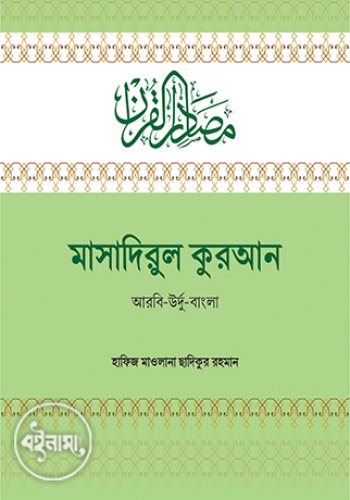 مصادر القرآن
মাসাদিরুল কুরআন
আরবি-উর্দু-বাংলা
হাফিজ মাওলানা ছাদিকুর রহমান
বইনামা